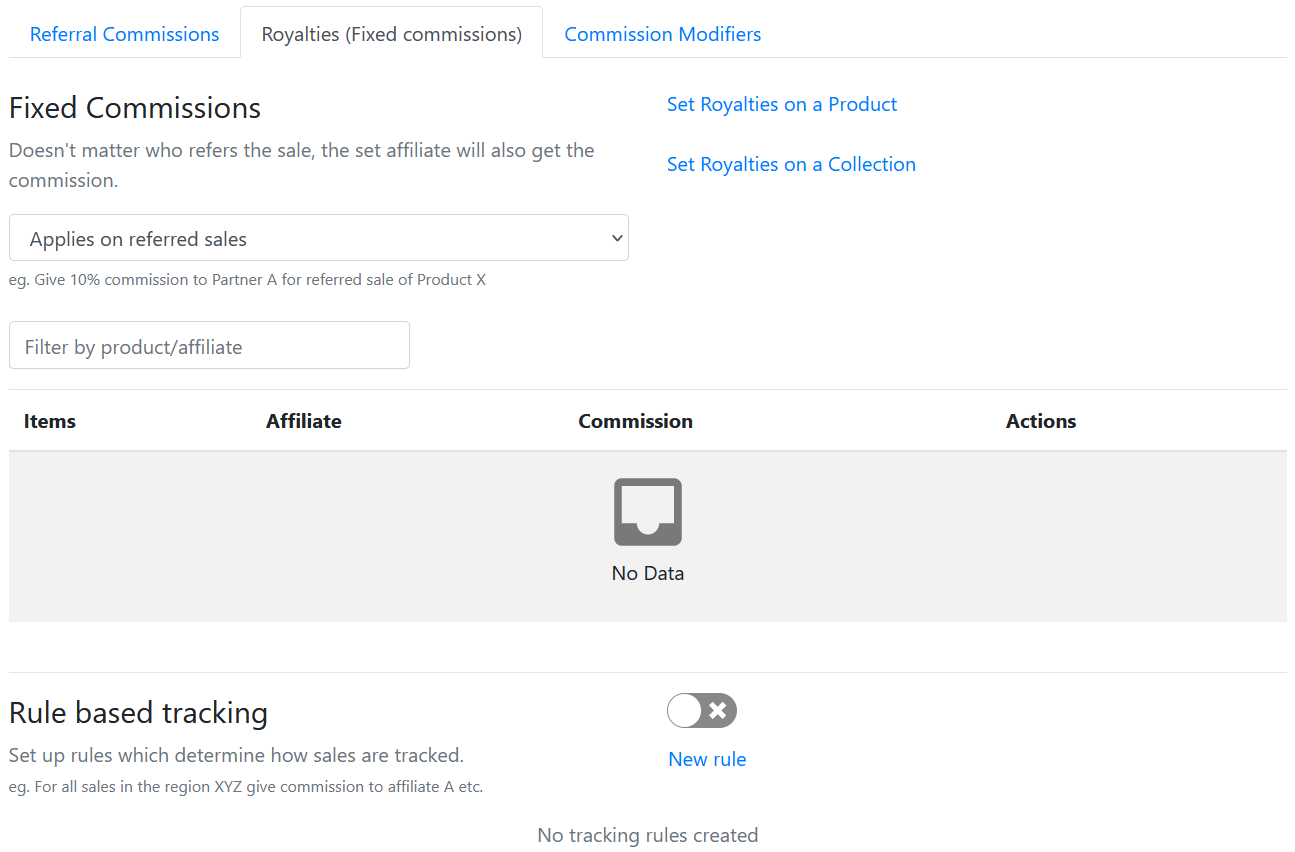 Referral Commissions
Royalties (Fixed commissions)
Commission Modifiers
Fixed Commissions
Doesn't matter who refers the sale, the set affiliate will also get the
commission.
Set Royalties on a Product
Set Royalties on a Collection
Applies on referred sales
eg. Give 10% commission to Partner A for referred sale of Product X
Filter by product/affiliate
Items Affiliate Commission Actions
No Data
Rule based tracking
Set up rules which determine how sales are tracked.
eg. For all sales in the region XYZ give commission to affiliate A etc.
New rule
No tracking rules created